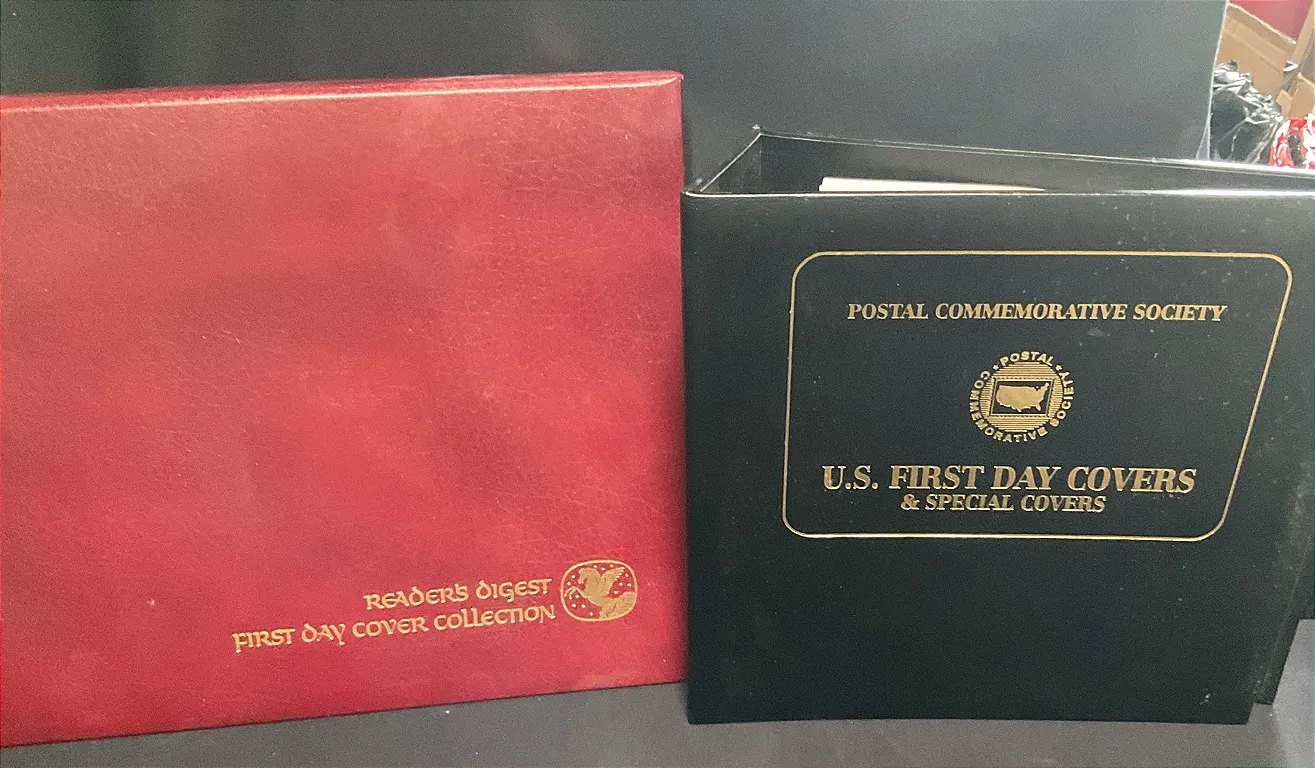 READER'S DIGEST
FIRST DAY COVER COLLECTION
POSTAL COMMEMORATIVE SOCIETY
POSTAL
COMMEMORATIVE SOCIETY
U.S. FIRST DAY COVERS
& SPECIAL COVERS